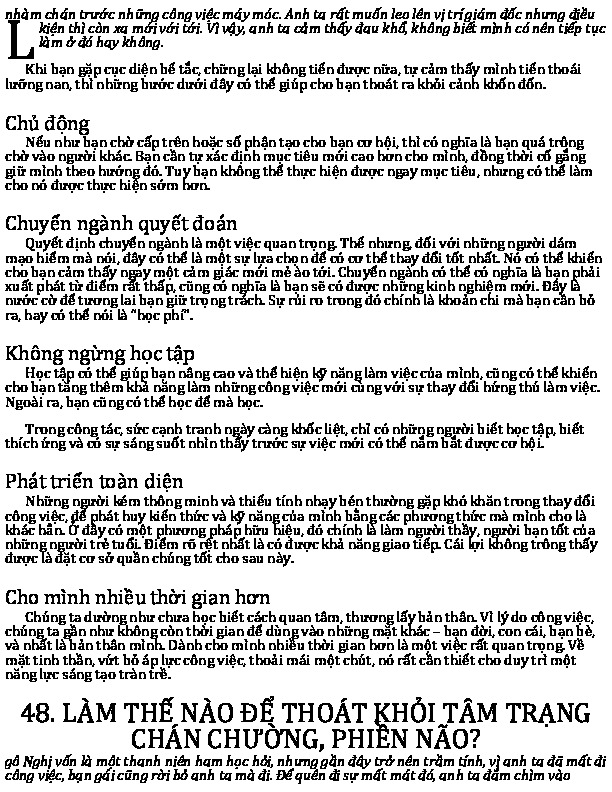 nhàm chán trước những công việc máy móc. Anh ta rất muốn leo lên vị trí giám đốc nhưng điều
L kiện thì còn xa mới với tới. Vì vậy, anh ta cảm thấy đau khổ, không biết mình có nên tiếp tục
làm ở đó hay không.
Khi bạn gặp cục diện bế tắc, chững lại không tiến được nữa, tự cảm thấy mình tiến thoái
lưỡng nan, thì những bước dưới đây có thể giúp cho bạn thoát ra khỏi cảnh khốn đốn.
Chủ động
Nếu như bạn chờ cấp trên hoặc số phận tạo cho bạn cơ hội, thì có nghĩa là bạn quá trông
chờ vào người khác. Bạn cần tự xác định mục tiêu mới cao hơn cho mình, đồng thời cố gắng
giữ mình theo hướng đó. Tuy bạn không thể thực hiện được ngay mục tiêu, nhưng có thể làm
cho nó được thực hiện sớm hơn.
Chuyển ngành quyết đoán
Quyết định chuyển ngành là một việc quan trọng. Thế nhưng, đối với những người dám
mạo hiểm mà nói, đây có thể là một sự lựa chọn để có cơ thể thay đổi tốt nhất. Nó có thể khiến
cho bạn cảm thấy ngay một cảm giác mới mẻ ào tới. Chuyển ngành có thể có nghĩa là bạn phải
xuất phát từ điểm rất thấp, cũng có nghĩa là bạn sẽ có được những kinh nghiệm mới. Đấy là
nước cờ để tương lai bạn giữ trọng trách. Sự rủi ro trong đó chính là khoản chi mà bạn cần bỏ
ra, hay có thể nói là "học phí".
Không ngừng học tập
Học tập có thể giúp bạn nâng cao và thể hiện kỹ năng làm việc của mình, cũng có thể khiến
cho bạn tăng thêm khả năng làm những công việc mới cùng với sự thay đổi hứng thú làm việc.
Ngoài ra, bạn cũng có thể học để mà học.
Trong công tác, sức cạnh tranh ngày càng khốc liệt, chỉ có những người biết học tập, biết
thích ứng và có sự sáng suốt nhìn thấy trước sự việc mới có thể nắm bắt được cơ hội.
Phát triển toàn diện
Những người kém thông minh và thiếu tính nhạy bén thường gặp khó khăn trong thay đổi
công việc, để phát huy kiến thức và kỹ năng của mình bằng các phương thức mà mình cho là
khác hẳn. Ở đây có một phương pháp hữu hiệu, đó chính là làm người thầy, người bạn tốt của
những người trẻ tuổi. Điểm rõ rệt nhất là có được khả năng giao tiếp. Cái lợi không trông thấy
được là đặt cơ sở quần chúng tốt cho sau này.
Cho mình nhiều thời gian hơn
Chúng ta dường như chưa học biết cách quan tâm, thương lấy bản thân. Vì lý do công việc,
chúng ta gần như không còn thời gian để dùng vào những mặt khác – bạn đời, con cái, bạn bè,
và nhất là bản thân mình. Dành cho mình nhiều thời gian hơn là một việc rất quan trọng. Về
mặt tinh thần, vứt bỏ áp lực công việc, thoải mái một chút, nó rất cần thiết cho duy trì một
năng lực sáng tạo tràn trề.
48. LÀM THẾ NÀO ĐỂ THOÁT KHỎI TÂM TRẠNG
CHÁN CHƯỜNG, PHIỀN NÃO?
gô Nghị vốn là một thanh niên ham học hỏi, nhưng gần đây trở nên trầm tính, vì anh ta đã mất đi
công việc, bạn gái cũng rời bỏ anh ta mà đi. Để quên đi sự mất mát đó, anh ta đắm chìm vào